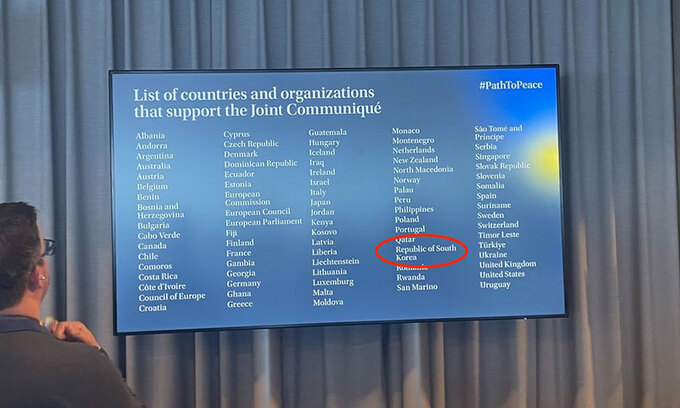 List of countries and organizations
that support the Joint Communiqué
#PathToPeace
Albania
Andorra
Argentina
Australia
Austria
Belgium
Benin
Bosnia and
Herzegovina
Bulgaria
Cabo Verde
Canada
Chile
Comoros
Costa Rica
Côte d'Ivoire
Council of Europe
Croatia
Cyprus
Czech Republic
Denmark
Dominican Republic
Ecuador
Estonia
European
Commission
European Council
European Parliament
Fiji
Finland
France
Gambia
Georgia
Germany
Ghana
Greece
Guatemala
Hungary
Iceland
Iraq
Ireland
Israel
Italy
Japan
Jordan
Kenya
Kosovo
Latvia
Liberia
Liechtenstein
Lithuania
Luxemburg
Malta
Moldova
Monaco
Montenegro
Netherlands
New Zealand
North Macedonia
Norway
Palau
Peru
Philippines
Poland
Portugal
Qatar
Republic of South
Korea
Romania
Rwanda
San Marino
São Tomé and
Príncipe
Serbia
Singapore
Slovak Republic
Slovenia
Somalia
Spain
Suriname
Sweden
Switzerland
Timor Leste
Türkiye
Ukraine
United Kingdom
United States
Uruguay